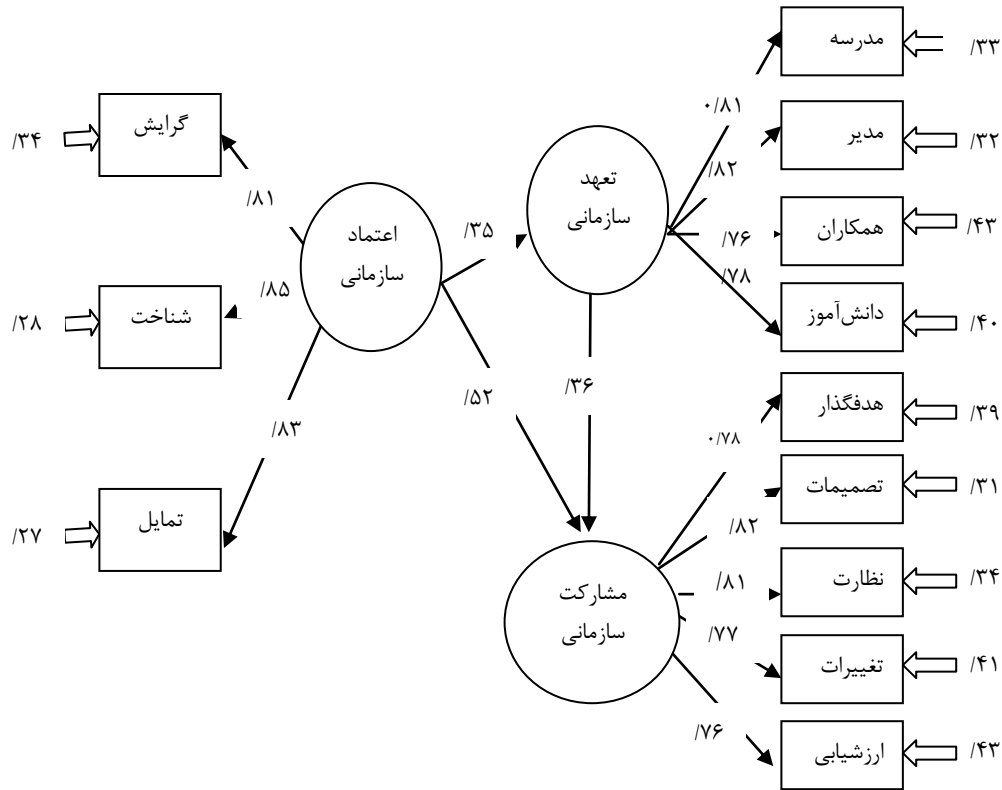 مدرسه
/۳۳
۰/۸۱
گرایش
/۳۴
مدیر
/۳۲
/۸۲
تعهد
سازمانی
/۸۱
همکاران
/۴۳
/۷۶
اعتماد
سازمانی
/۳۵
/۷۸
/۸۵
شناخت
/۲۸
دانش‌آموز
/۴۰
/۵۲
/۳۶
هدفگذار
/۳۹
/۸۳
۰/۷۸
تصمیمات
/۳۱
تمایل
/۲۷
/۸۲
نظارت
/۳۴
/۸۱
مشارکت
سازمانی
/۷۷
تغییرات
/۴۱
/۷۶
ارزشیابی
/۴۳